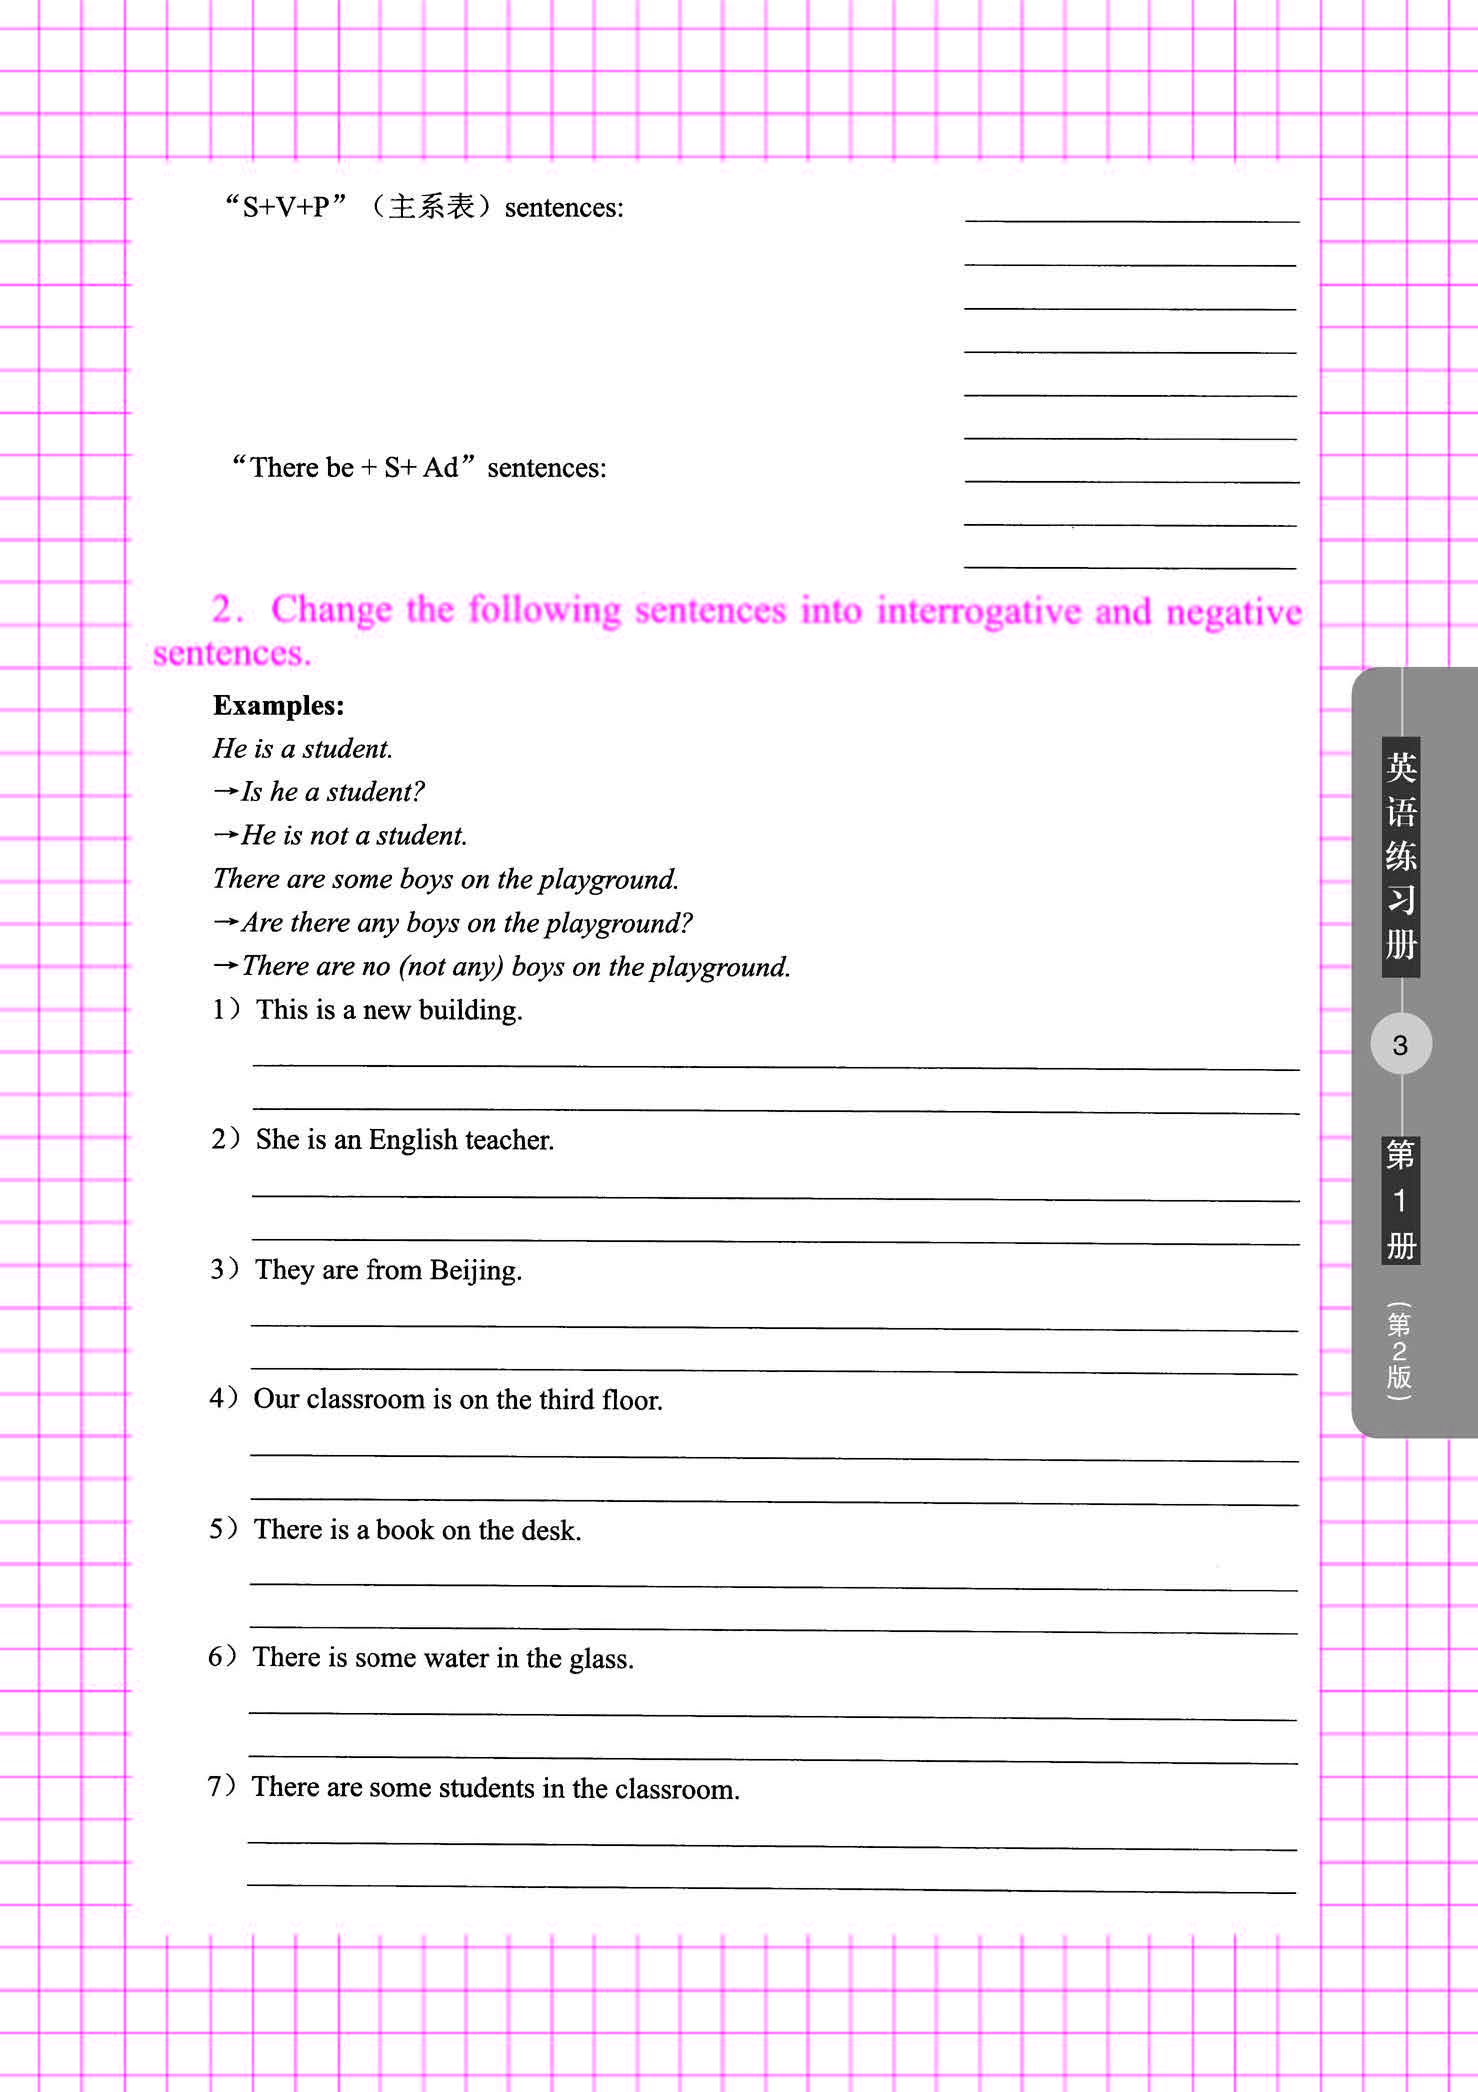 “S+V+P”（主系表）sentences:
“There be + S+ Ad” sentences:
2. Change the following sentences into interrogative and negative
sentences.
Examples:
He is a student.
→Is he a student?
→He is not a student.
There are some boys on the playground.
→Are there any boys on the playground?
→There are no (not any) boys on the playground.
1）This is a new building.
2）She is an English teacher.
3）They are from Beijing.
4）Our classroom is on the third floor.
5）There is a book on the desk.
6）There is some water in the glass.
7）There are some students in the classroom.
英语练习册
3
第1册
（第2版）